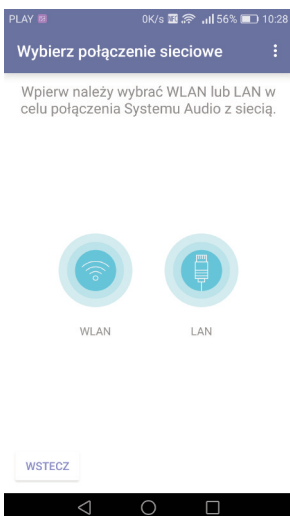 PLAY 0K/s 56% 10:28
Wybierz połączenie sieciowe
Wpierw należy wybrać WLAN lub LAN w
celu połączenia Systemu Audio z siecią.
WLAN LAN
WSTECZ